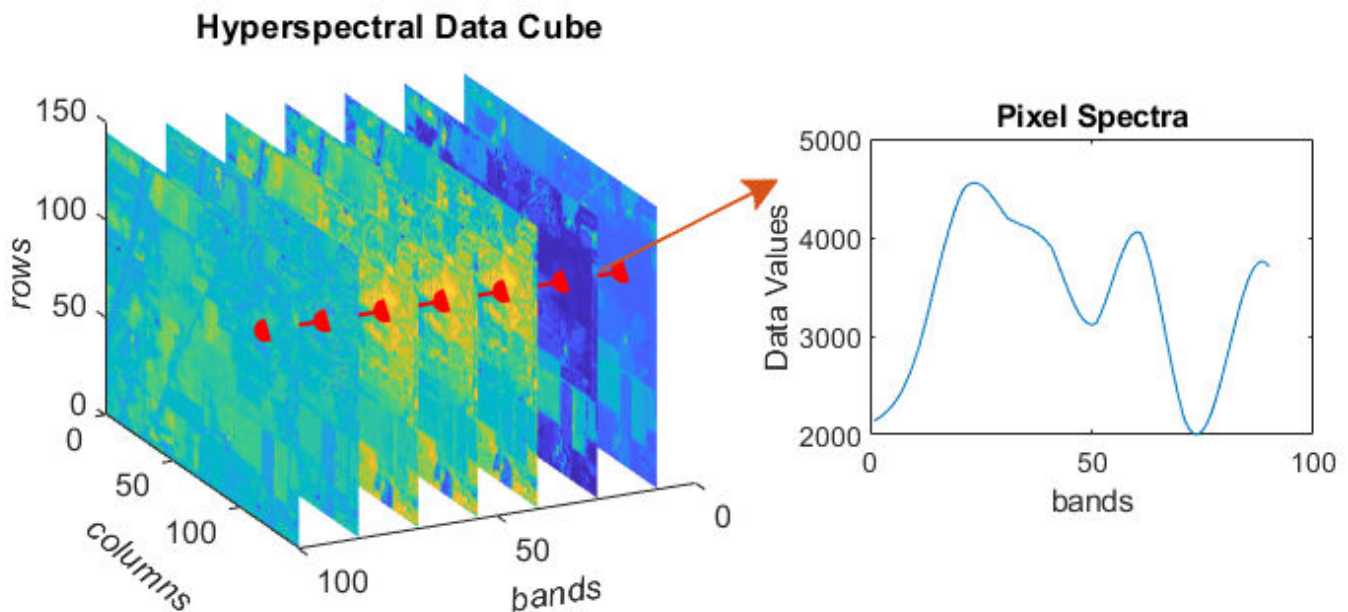 Hyperspectral Data Cube
150
100
50
0
rows
0
50
100
columns
100
50
0
bands
Pixel Spectra
5000
4000
3000
2000
Data Values
0
50
100
bands